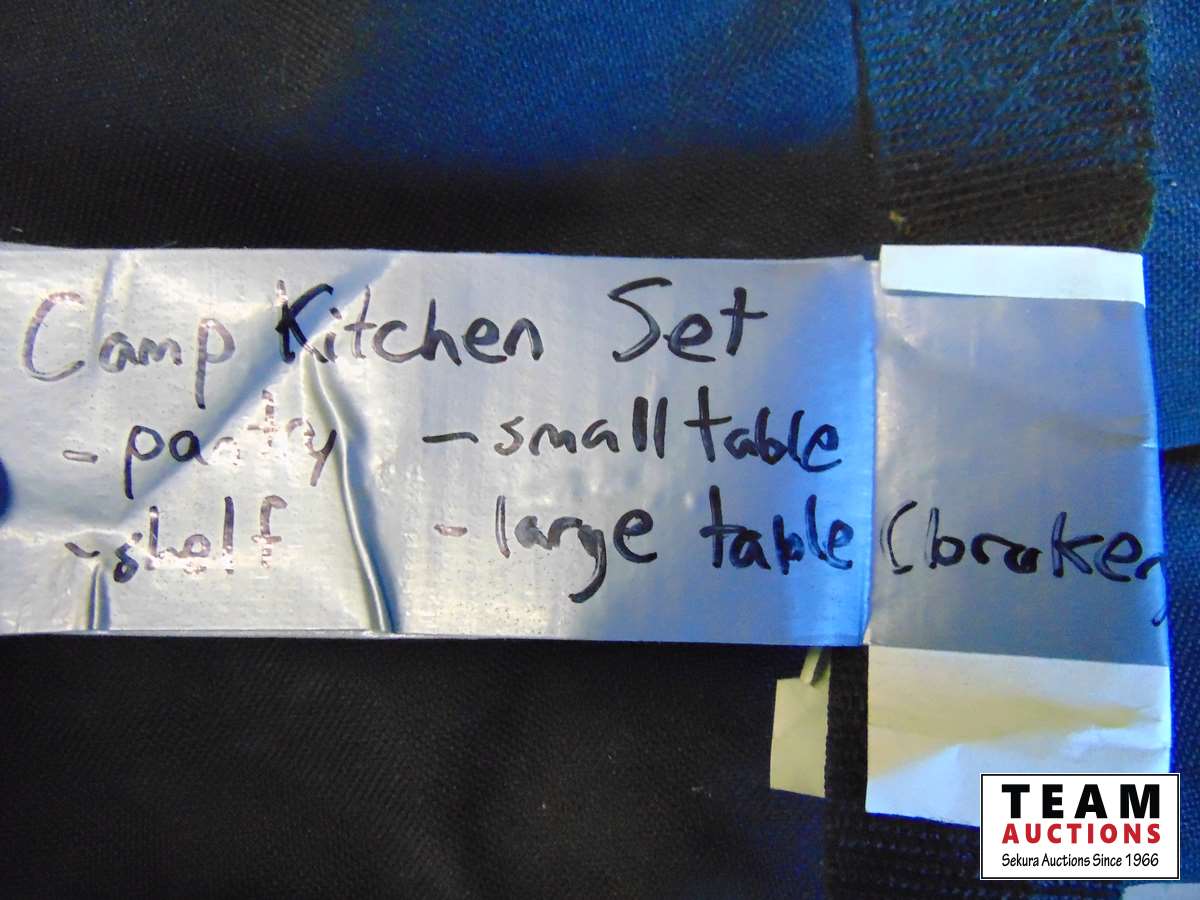 Camp Kitchen Set
- pantry - small table
- shelf - large table (broken)
TEAM
AUCTIONS
Sekura Auctions Since 1966